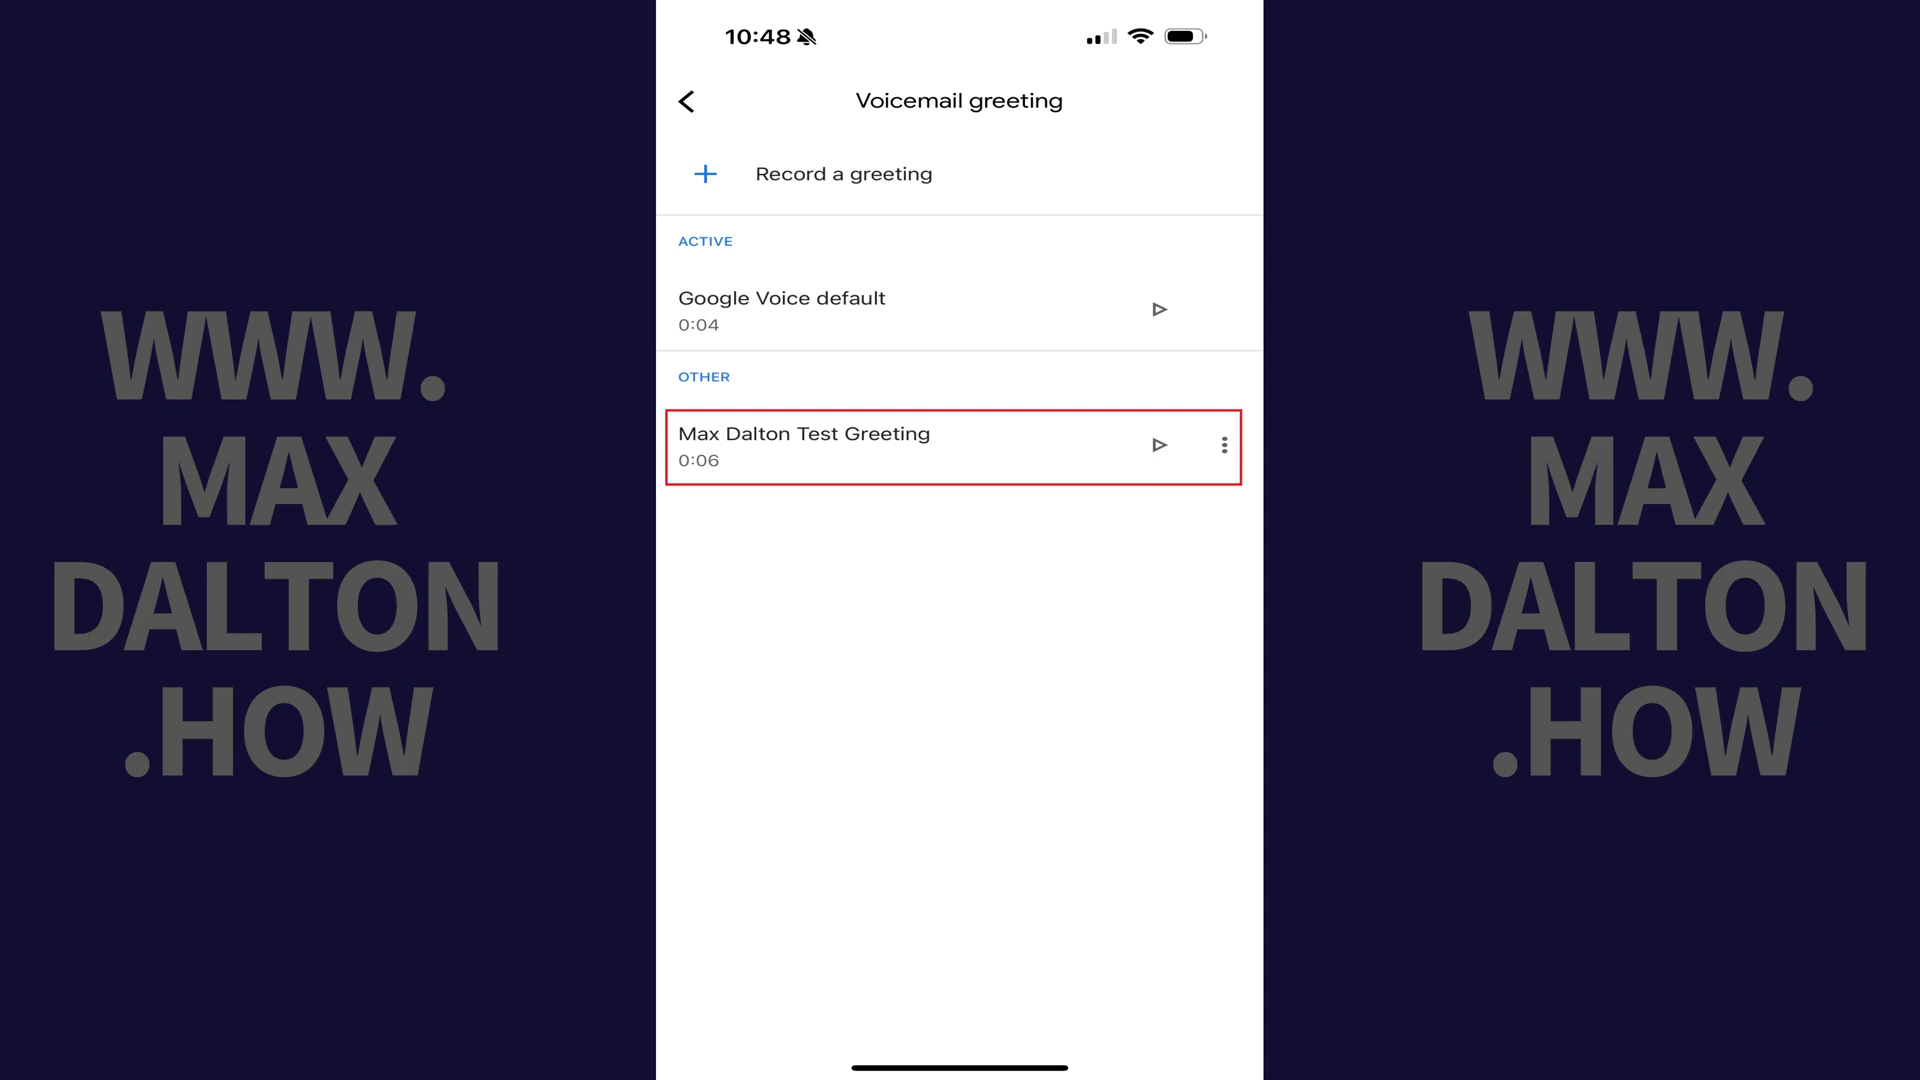 10:48
Voicemail greeting
Record a greeting
ACTIVE
Google Voice default
0:04
OTHER
Max Dalton Test Greeting
0:06
WWW.
MAX
DALTON
.HOW
WWW.
MAX
DALTON
.HOW